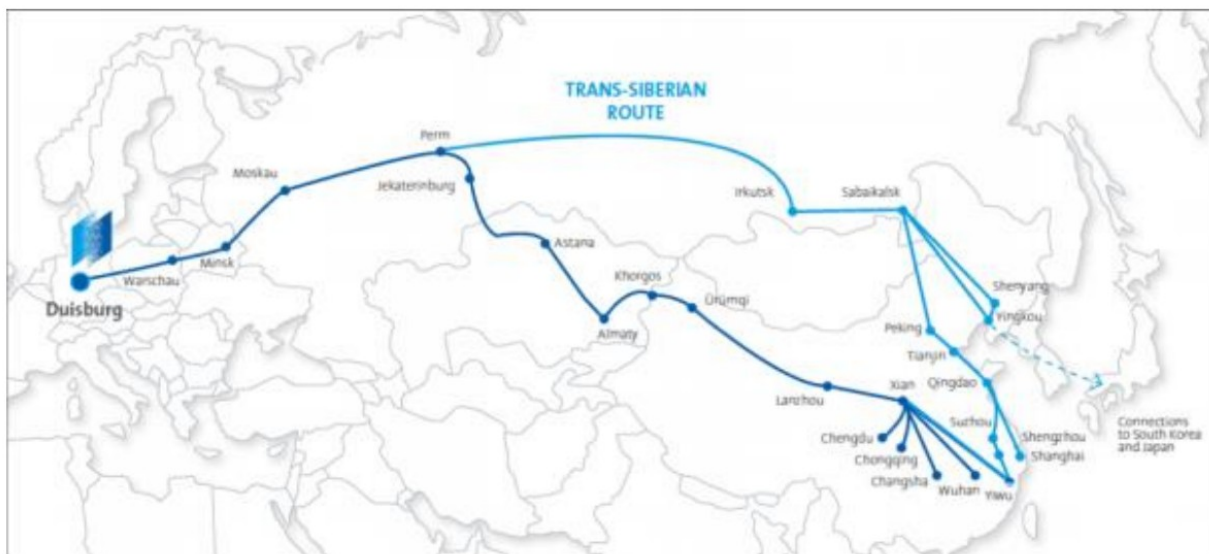 TRANS-SIBERIAN
ROUTE
Perm
Moskau
Jekaterinburg
Irkutsk
Sabaikalsk
Minsk
Warschau
Duisburg
Astana
Khorgos
Ürümqi
Almaty
Shenyang
Yingkou
Peking
Tianjin
Lanzhou
Xian
Qingdao
Suzhou
Shengzhou
Shanghai
Chengdu
Chongqing
Changsha
Wuhan
Yiwu
Connections
to South Korea
and Japan